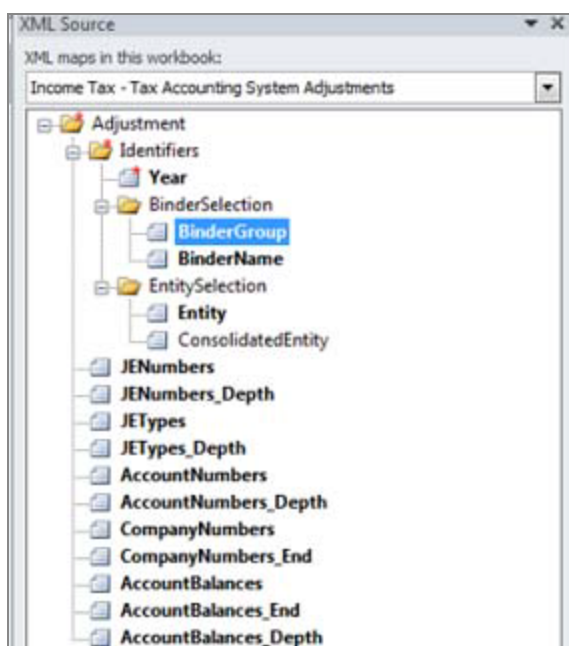 XML Source
XML maps in this workbook:
Income Tax - Tax Accounting System Adjustments
Adjustment
Identifiers
Year
BinderSelection
BinderGroup
BinderName
EntitySelection
Entity
ConsolidatedEntity
JENumbers
JENumbers_Depth
JETypes
JETypes_Depth
AccountNumbers
AccountNumbers_Depth
CompanyNumbers
CompanyNumbers_End
AccountBalances
AccountBalances_End
AccountBalances_Depth